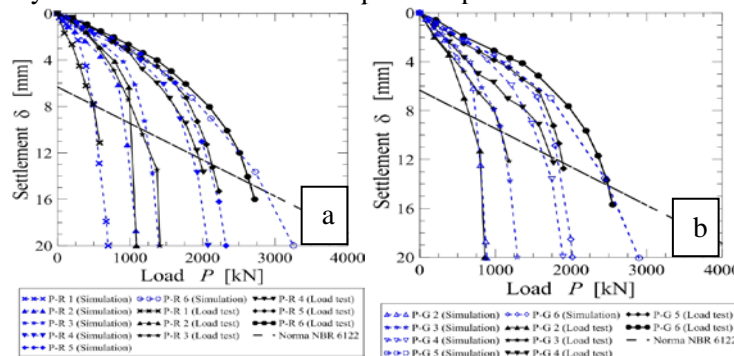 0
4
8
12
16
20
Settlement δ [mm]
0 1000 2000 3000 4000
Load P [kN]
a
P-R 1 (Simulation) P-R 6 (Simulation) P-R 4 (Load test)
P-R 2 (Simulation) P-R 1 (Load test) P-R 5 (Load test)
P-R 3 (Simulation) P-R 2 (Load test) P-R 6 (Load test)
P-R 4 (Simulation) P-R 3 (Load test) Norma NBR 6122
P-R 5 (Simulation)
0
4
8
12
16
20
Settlement δ [mm]
0 1000 2000 3000 4000
Load P [kN]
b
P-G 2 (Simulation) P-G 6 (Simulation) P-G 5 (Load test)
P-G 3 (Simulation) P-G 2 (Load test) P-G 6 (Load test)
P-G 4 (Simulation) P-G 3 (Load test) Norma NBR 6122
P-G 5 (Simulation) P-G 4 (Load test)